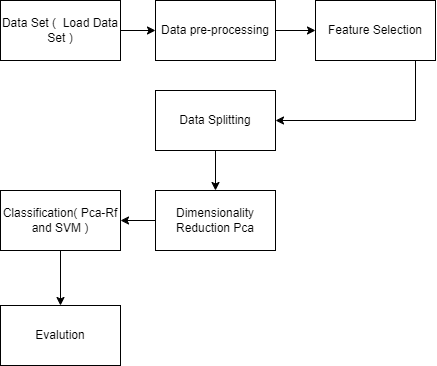 Data Set ( Load Data
Set )
Data pre-processing
Feature Selection
Data Splitting
Classification( Pca-Rf
and SVM )
Dimensionality
Reduction Pca
Evalution